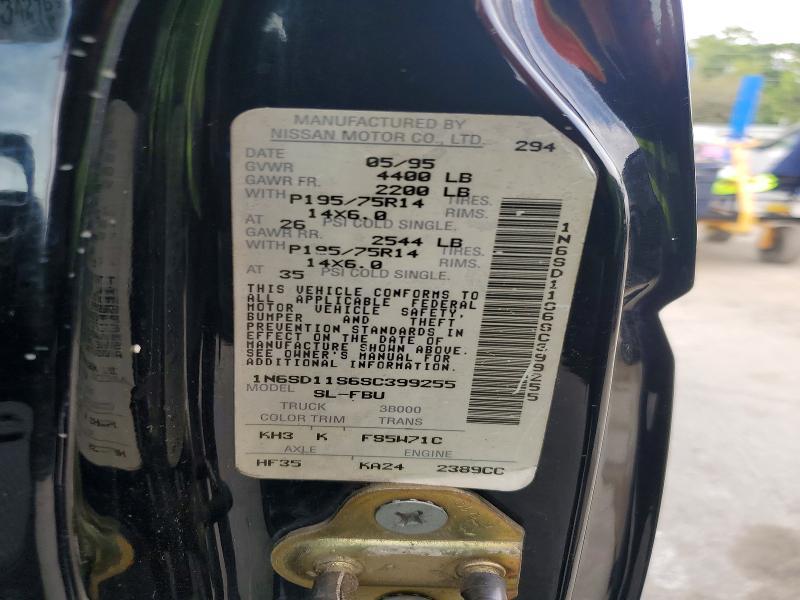 MANUFACTURED BY
NISSAN MOTOR CO., LTD. 294
DATE 05/95
GVWR 4400 LB
GAWR FR. 2200 LB
WITH P195/75R14 TIRES.
14X6.0 RIMS.
AT 26 PSI COLD SINGLE.
GAWR RR. 2544 LB
WITH P195/75R14 TIRES.
14X6.0 RIMS.
AT 35 PSI COLD SINGLE.
THIS VEHICLE CONFORMS TO
ALL APPLICABLE FEDERAL
MOTOR VEHICLE SAFETY,
BUMPER AND THEFT
PREVENTION STANDARDS IN
EFFECT ON THE DATE OF
MANUFACTURE SHOWN ABOVE.
SEE OWNER'S MANUAL FOR
ADDITIONAL INFORMATION.
1N6SD11S6SC399255
1N6SD11S6SC399255
MODEL SL-FBU
TRUCK 3B000
COLOR TRIM TRANS
KH3 K FS5W71C
AXLE ENGINE
HF35 KA24 2389CC